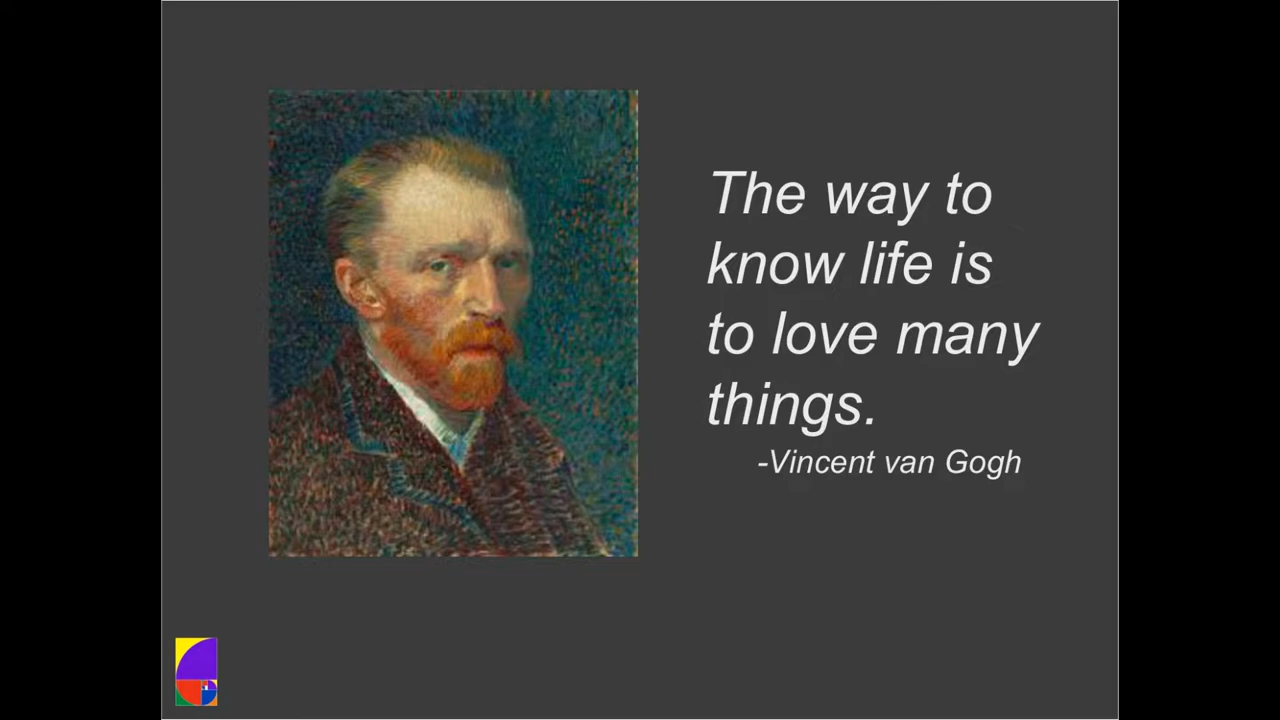 The way to
know life is
to love many
things.
-Vincent van Gogh